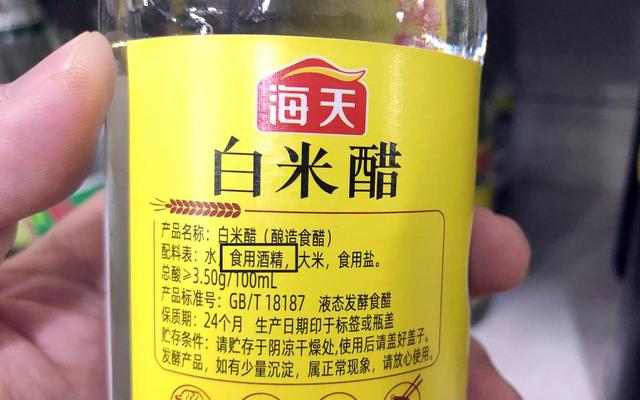 海天
白米醋
产品名称：白米醋（酿造食醋）
配料表：水，食用酒精，大米，食用盐。
总酸≥3.50g/100mL
产品标准号：GB/T 18187 液态发酵食醋
保质期：24个月 生产日期印于标签或瓶盖
贮存条件：请贮存于阴凉干燥处，使用后请盖好盖子。
发酵产品，如有少量沉淀，属正常现象，请放心使用。